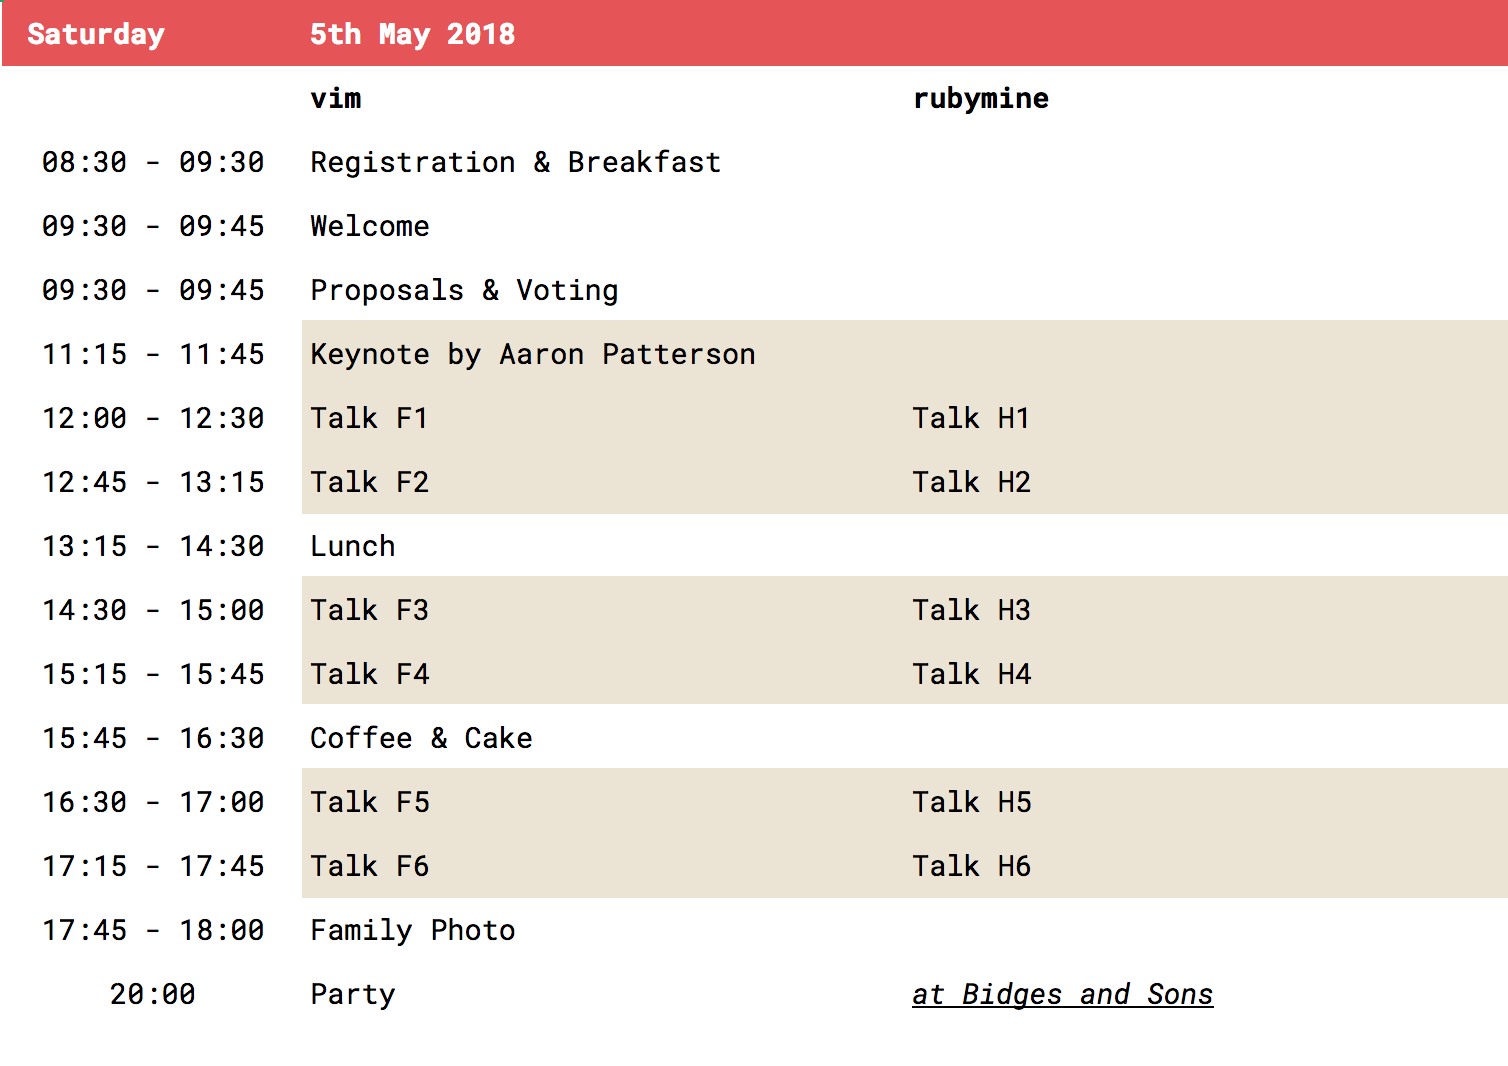 Saturday 5th May 2018
vim rubymine
08:30 - 09:30 Registration & Breakfast
09:30 - 09:45 Welcome
09:30 - 09:45 Proposals & Voting
11:15 - 11:45 Keynote by Aaron Patterson
12:00 - 12:30 Talk F1 Talk H1
12:45 - 13:15 Talk F2 Talk H2
13:15 - 14:30 Lunch
14:30 - 15:00 Talk F3 Talk H3
15:15 - 15:45 Talk F4 Talk H4
15:45 - 16:30 Coffee & Cake
16:30 - 17:00 Talk F5 Talk H5
17:15 - 17:45 Talk F6 Talk H6
17:45 - 18:00 Family Photo
20:00 Party at Bidges and Sons